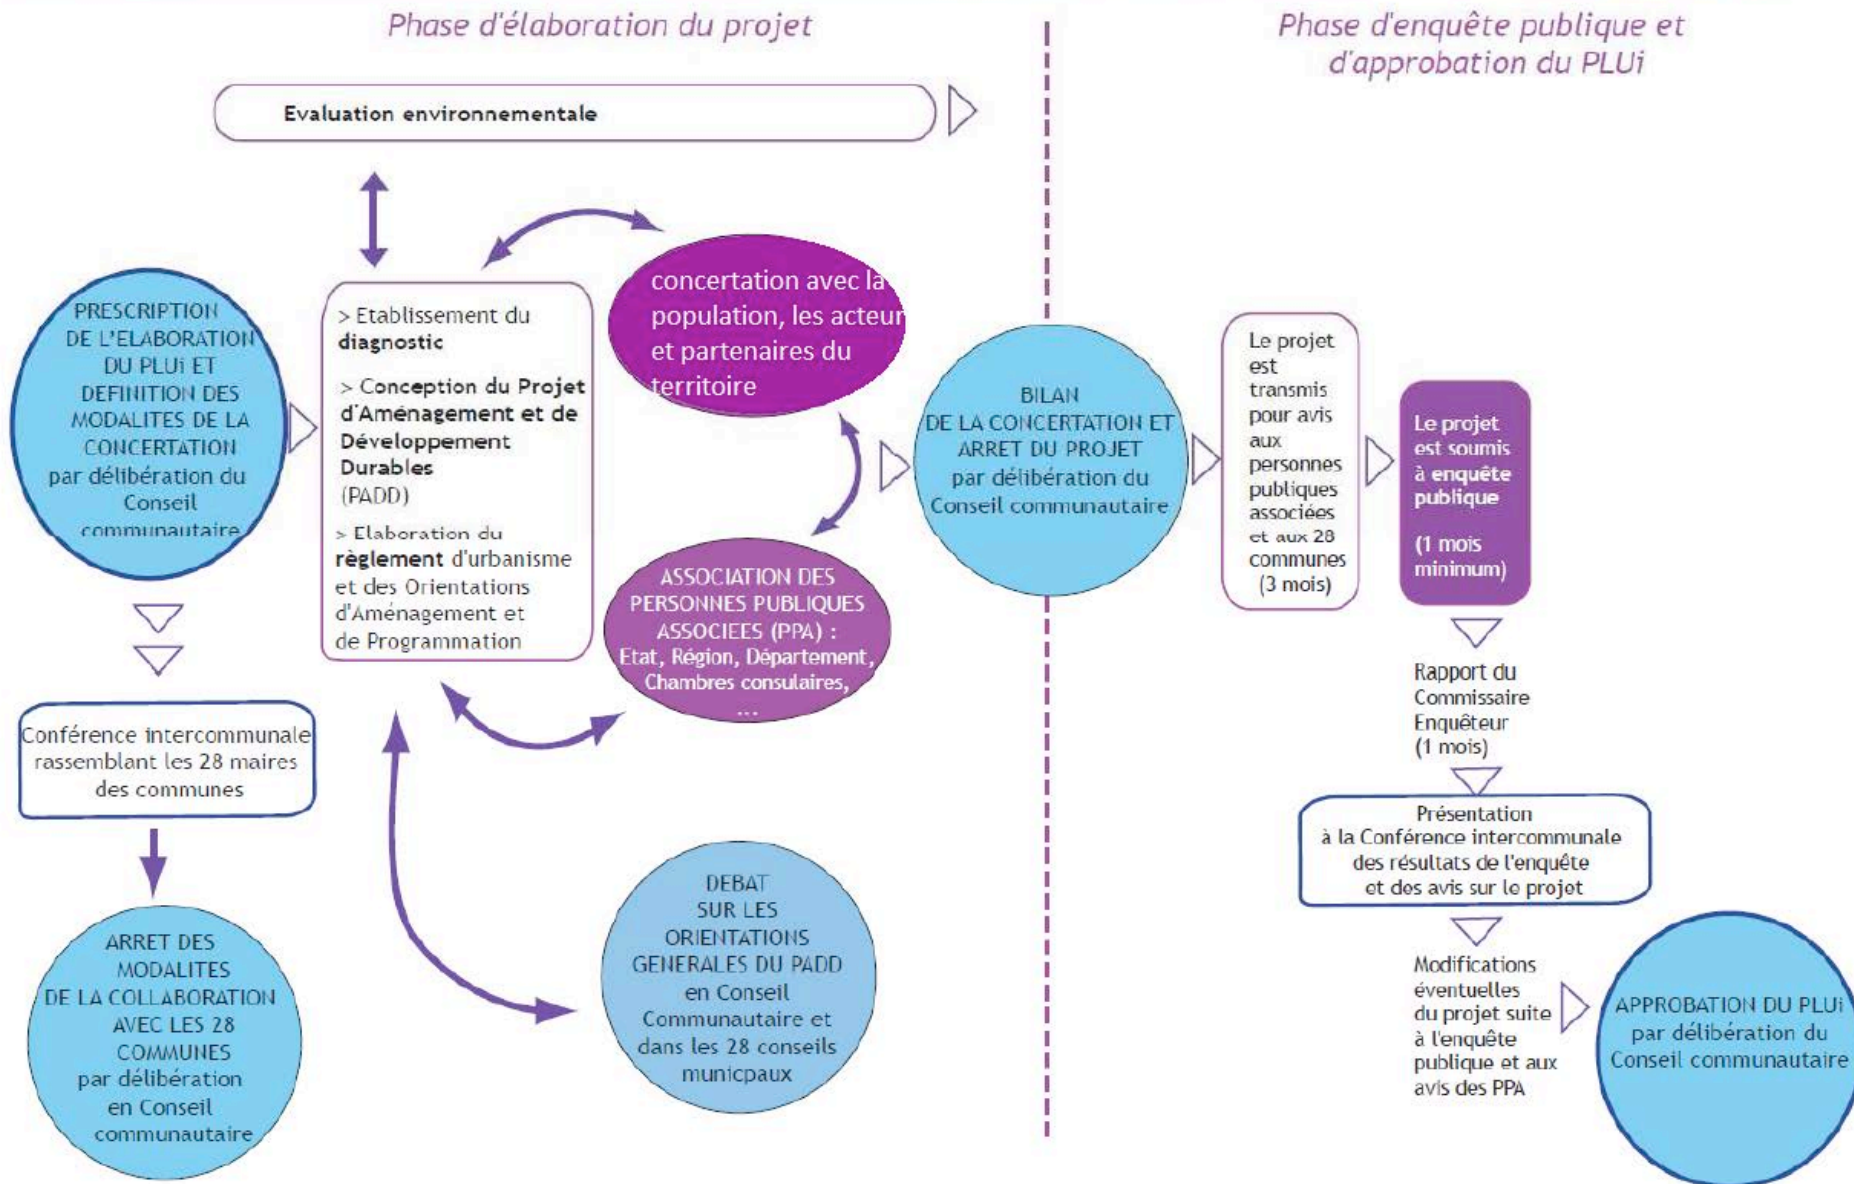 Phase d'élaboration du projet
Phase d'enquête publique et
d'approbation du PLUi
Evaluation environnementale
PRESCRIPTION
DE L'ELABORATION
DU PLUi ET
DEFINITION DES
MODALITES DE LA
CONCERTATION
par délibération du
Conseil
communautaire
> Etablissement du
diagnostic
> Conception du Projet
d'Aménagement et de
Développement
Durables
(PADD)
> Elaboration du
règlement d'urbanisme
et des Orientations
d'Aménagement et
de Programmation
concertation avec la
population, les acteur
et partenaires du
territoire
ASSOCIATION DES
PERSONNES PUBLIQUES
ASSOCIEES (PPA) :
Etat, Région, Département,
Chambres consulaires,
...
Conférence intercommunale
rassemblant les 28 maires
des communes
ARRET DES
MODALITES
DE LA COLLABORATION
AVEC LES 28
COMMUNES
par délibération
en Conseil
communautaire
DEBAT
SUR LES
ORIENTATIONS
GENERALES DU PADD
en Conseil
Communautaire et
dans les 28 conseils
municpaux
BILAN
DE LA CONCERTATION ET
ARRET DU PROJET
par délibération du
Conseil communautaire
Le projet
est
transmis
pour avis
aux
personnes
publiques
associées
et aux 28
communes
(3 mois)
Le projet
est soumis
à enquête
publique
(1 mois
minimum)
Rapport du
Commissaire
Enquêteur
(1 mois)
Présentation
à la Conférence intercommunale
des résultats de l'enquête
et des avis sur le projet
Modifications
éventuelles
du projet suite
à l'enquête
publique et aux
avis des PPA
APPROBATION DU PLUi
par délibération du
Conseil communautaire